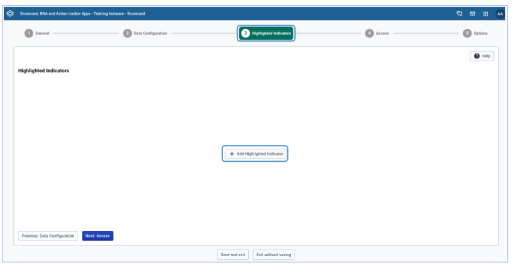 Scorecard, BNA and Action tracker Apps - Training Instance - Scorecard
AA
1 General
2 Data Configuration
3 Highlighted Indicators
4 Access
5 Options
Help
Highlighted Indicators
+ Add Highlighted Indicator
Previous: Data Configuration
Next: Access
Save and exit
Exit without saving